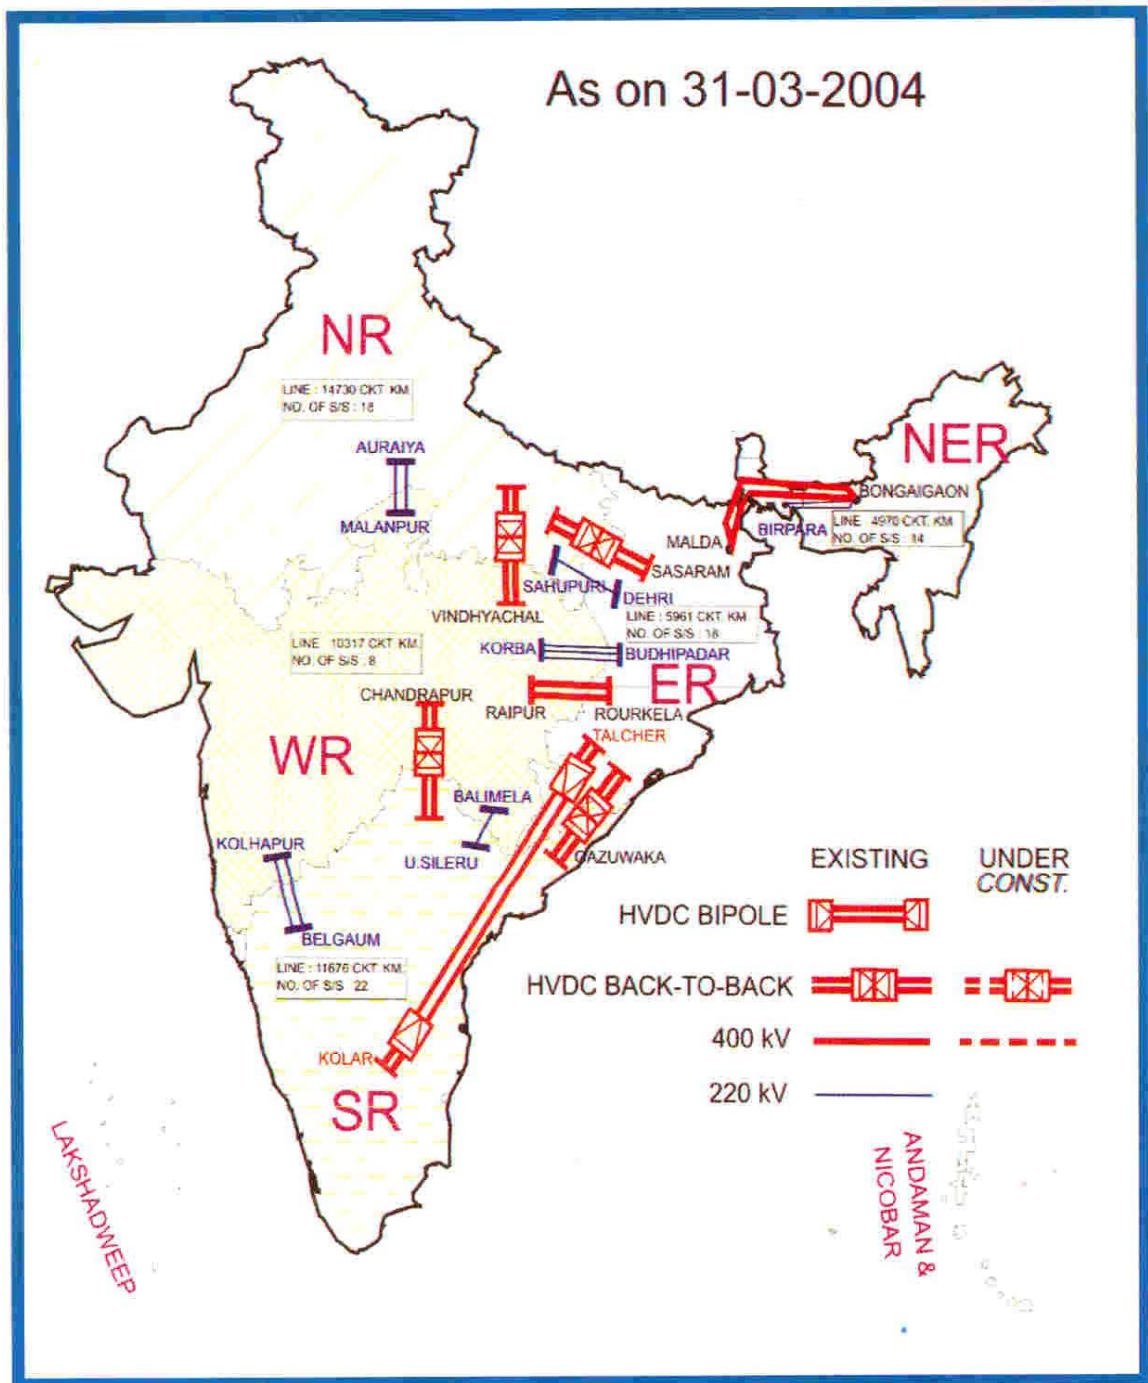 As on 31-03-2004
NR
LINE : 14730 CKT. KM.
NO. OF S/S : 18
AURAIYA
MALANPUR
NER
BONGAIGAON
BIRPARA
LINE 4970 CKT. KM.
NO. OF S/S : 14
MALDA
SASARAM
SAHUPURI
DEHRI
VINDHYACHAL
LINE : 5961 CKT. KM.
NO. OF S/S : 18
LINE 10317 CKT. KM.
NO. OF S/S : 8
KORBA
BUDHIPADAR
ER
CHANDRAPUR
RAIPUR
ROURKELA
TALCHER
WR
BALIMELA
KOLHAPUR
U.SILERU
GAZUWAKA
BELGAUM
LINE : 11676 CKT. KM.
NO. OF S/S 22
KOLAR
SR
EXISTING
UNDER
CONST.
HVDC BIPOLE
HVDC BACK-TO-BACK
400 kV
220 kV
LAKSHADWEEP
ANDAMAN &
NICOBAR